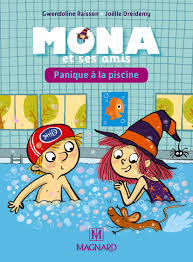 Gwendoline Raisson • Joëlle Dreidemy
MONA
et ses amis
Panique à la piscine
M
MAGNARD